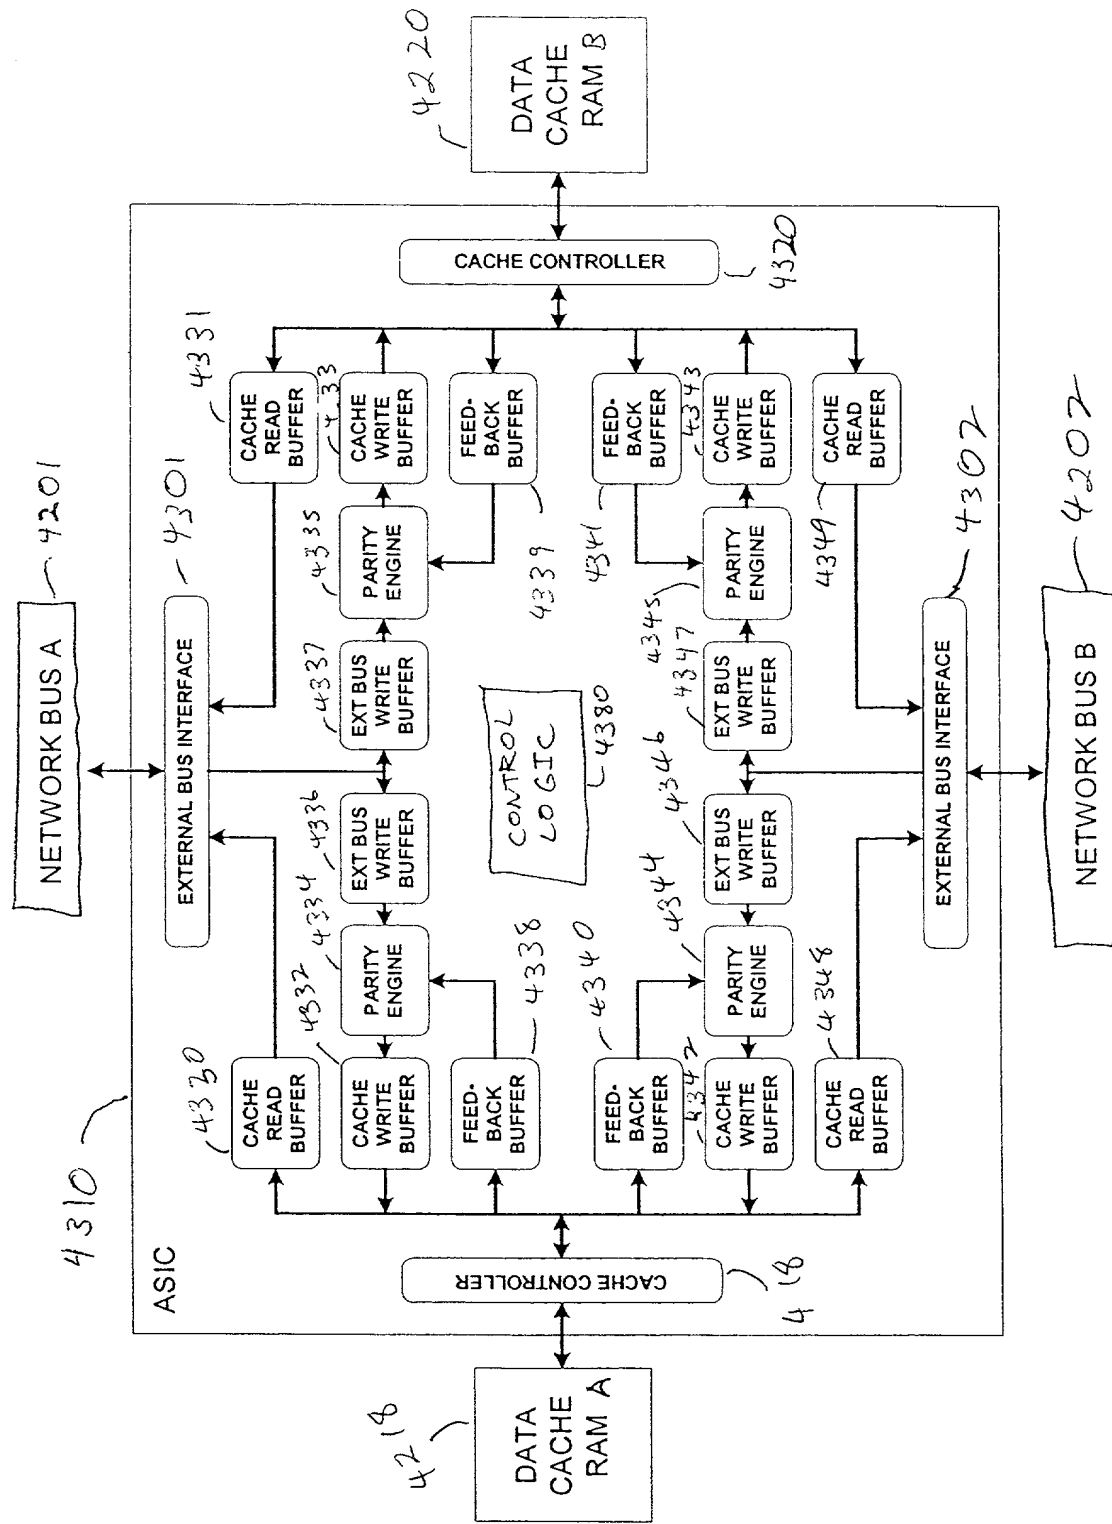 NETWORK BUS A
4201
EXTERNAL BUS INTERFACE
4301
4310
ASIC
4330
CACHE
READ
BUFFER
CACHE
READ
BUFFER
4331
4332
CACHE
WRITE
BUFFER
4334
PARITY
ENGINE
4336
EXT BUS
WRITE
BUFFER
4337
EXT BUS
WRITE
BUFFER
4335
PARITY
ENGINE
CACHE
WRITE
BUFFER
FEED-
BACK
BUFFER
4338
FEED-
BACK
BUFFER
4339
4218
DATA
CACHE
RAM A
CACHE CONTROLLER
CONTROL
LOGIC
4380
CACHE CONTROLLER
4320
4220
DATA
CACHE
RAM B
FEED-
BACK
BUFFER
4340
FEED-
BACK
BUFFER
4341
4342
CACHE
WRITE
BUFFER
4344
PARITY
ENGINE
4346
EXT BUS
WRITE
BUFFER
4347
EXT BUS
WRITE
BUFFER
4345
PARITY
ENGINE
4343
CACHE
WRITE
BUFFER
CACHE
READ
BUFFER
4348
CACHE
READ
BUFFER
4349
EXTERNAL BUS INTERFACE
4302
NETWORK BUS B
4202